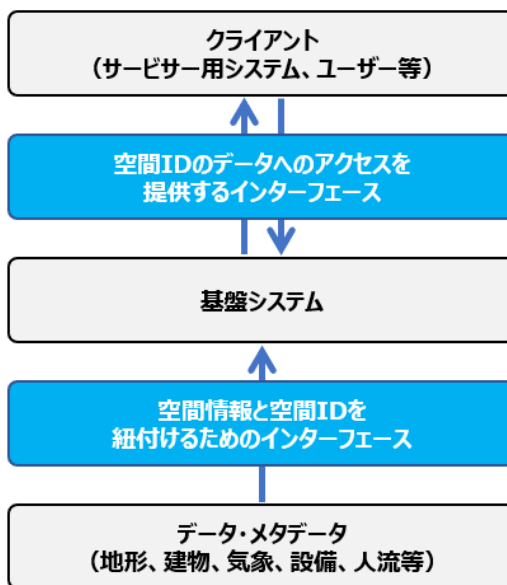 クライアント
（サービサー用システム、ユーザー等）
空間IDのデータへのアクセスを
提供するインターフェース
基盤システム
空間情報と空間IDを
紐付けるためのインターフェース
データ・メタデータ
（地形、建物、気象、設備、人流等）